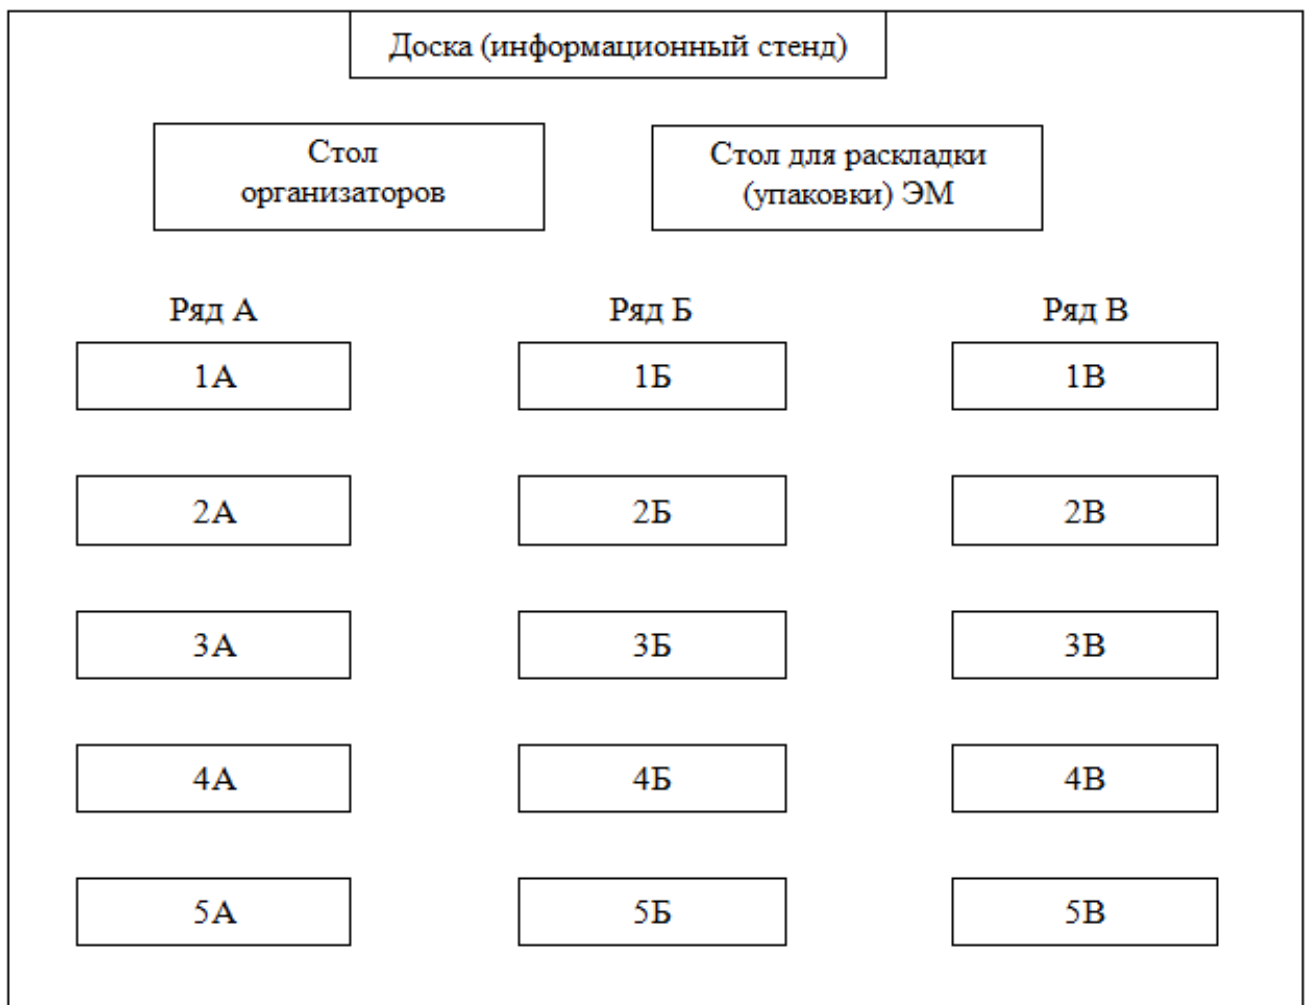 Доска (информационный стенд)
Стол
организаторов
Стол для раскладки
(упаковки) ЭМ
Ряд А
Ряд Б
Ряд В
1А
1Б
1В
2А
2Б
2В
3А
3Б
3В
4А
4Б
4В
5А
5Б
5В